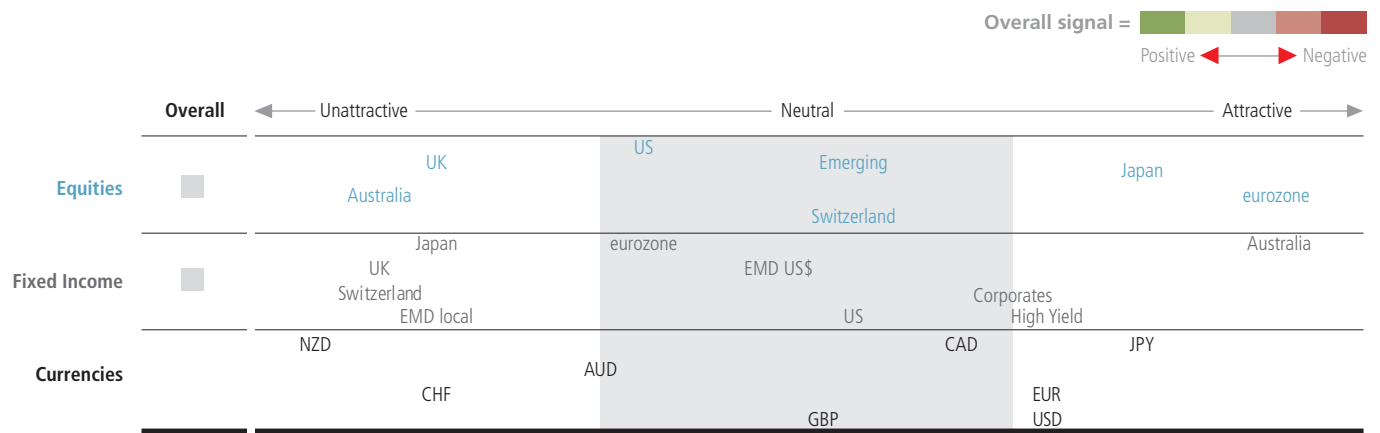 Overall signal =
Positive Negative
Overall Unattractive Neutral Attractive
US
UK Emerging
Japan
Equities
Australia eurozone
Switzerland
Japan eurozone Australia
UK EMD US$
Fixed Income
Switzerland Corporates
EMD local US High Yield
NZD CAD JPY
AUD
Currencies
CHF EUR
GBP USD